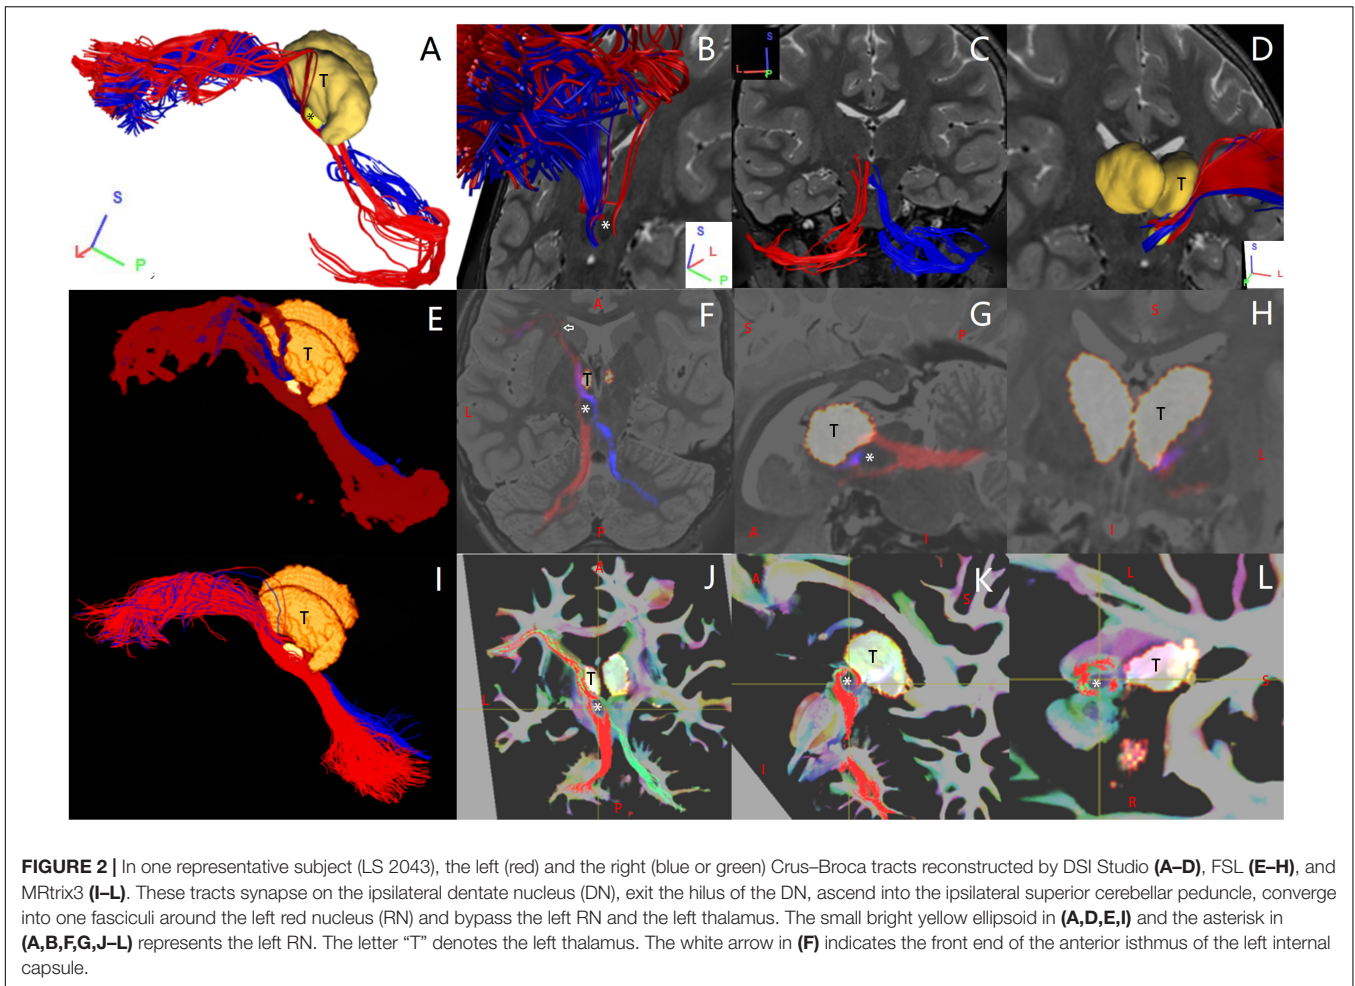 A
B
C
D
T
*
S
L
P
*
S
L
P
S
L
P
T
S
L
P
E
F
G
H
T
A
L
T
*
P
S
P
T
*
A
I
S
T
L
I
I
J
K
L
T
A
L
T
*
P
P
A
S
T
*
I
L
T
*
S
R
FIGURE 2 | In one representative subject (LS 2043), the left (red) and the right (blue or green) Crus–Broca tracts reconstructed by DSI Studio (A–D), FSL (E–H), and
MRtrix3 (I–L). These tracts synapse on the ipsilateral dentate nucleus (DN), exit the hilus of the DN, ascend into the ipsilateral superior cerebellar peduncle, converge
into one fasciculi around the left red nucleus (RN) and bypass the left RN and the left thalamus. The small bright yellow ellipsoid in (A,D,E,I) and the asterisk in
(A,B,F,G,J–L) represents the left RN. The letter “T” denotes the left thalamus. The white arrow in (F) indicates the front end of the anterior isthmus of the left internal
capsule.